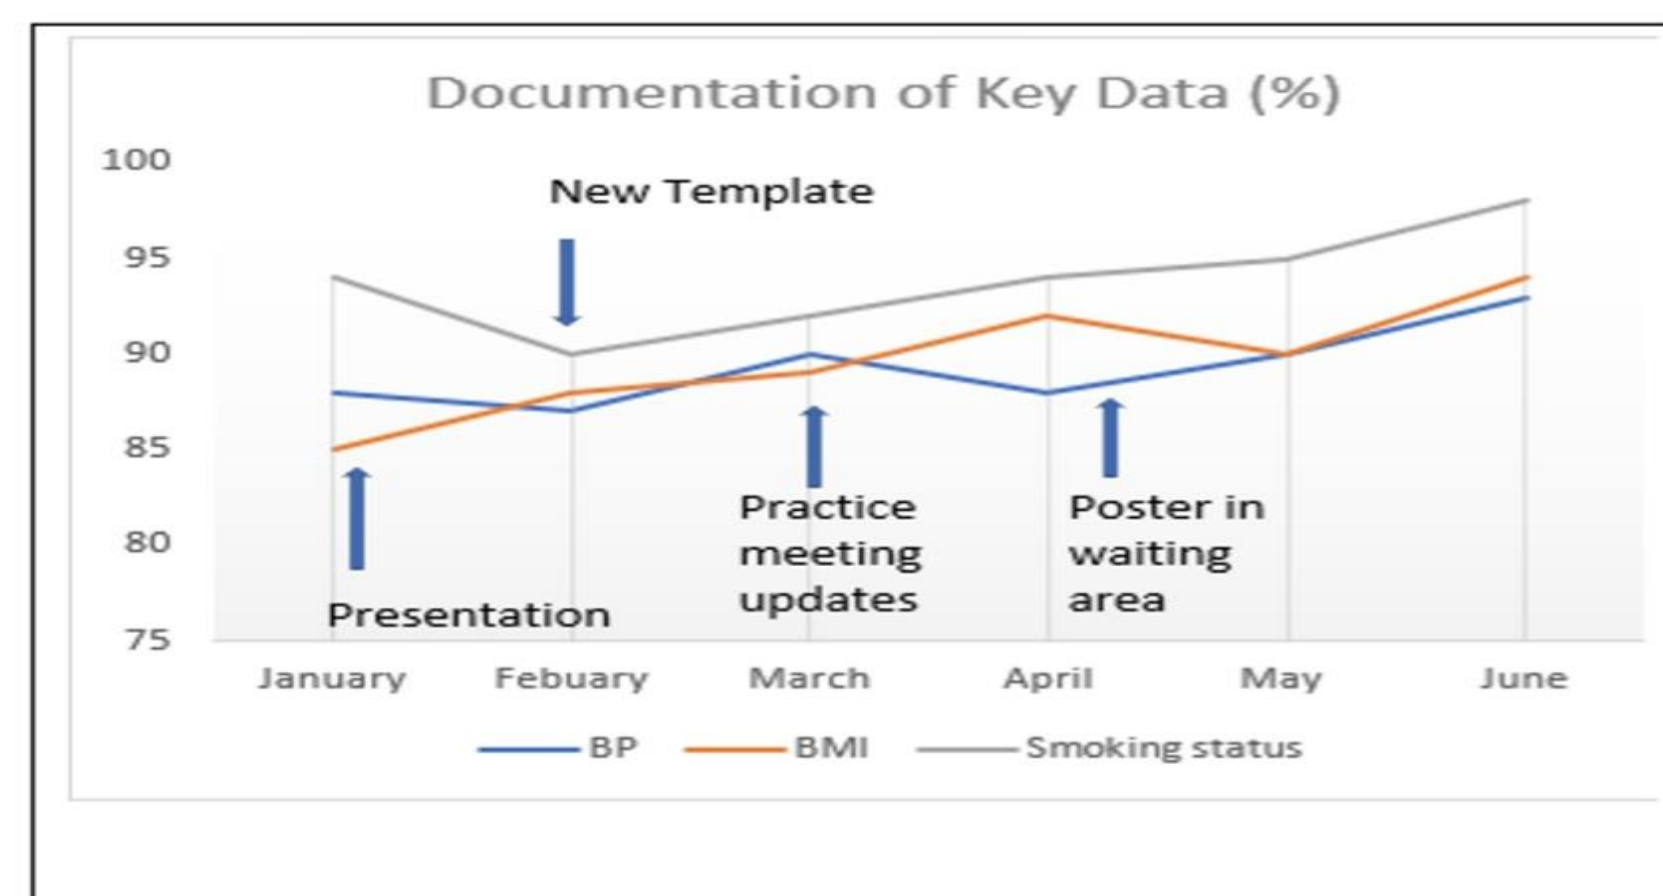 Documentation of Key Data (%)
100
New Template
95
90
85
80
Practice
meeting
updates
Poster in
waiting
area
Presentation
75
January Febuary March April May June
BP BMI Smoking status